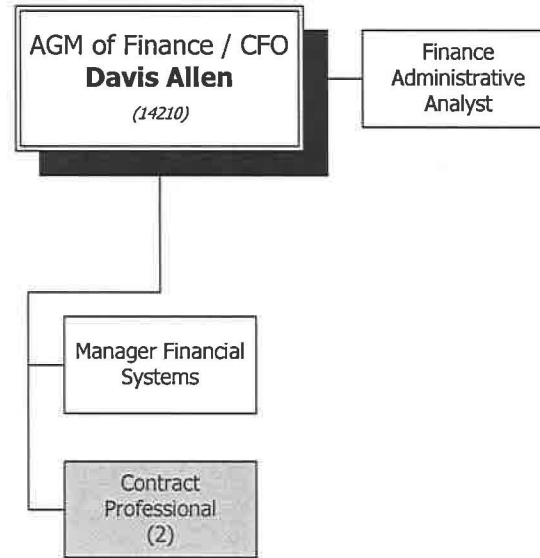 AGM of Finance / CFO
Davis Allen
(14210)
Finance
Administrative
Analyst
Manager Financial
Systems
Contract
Professional
(2)